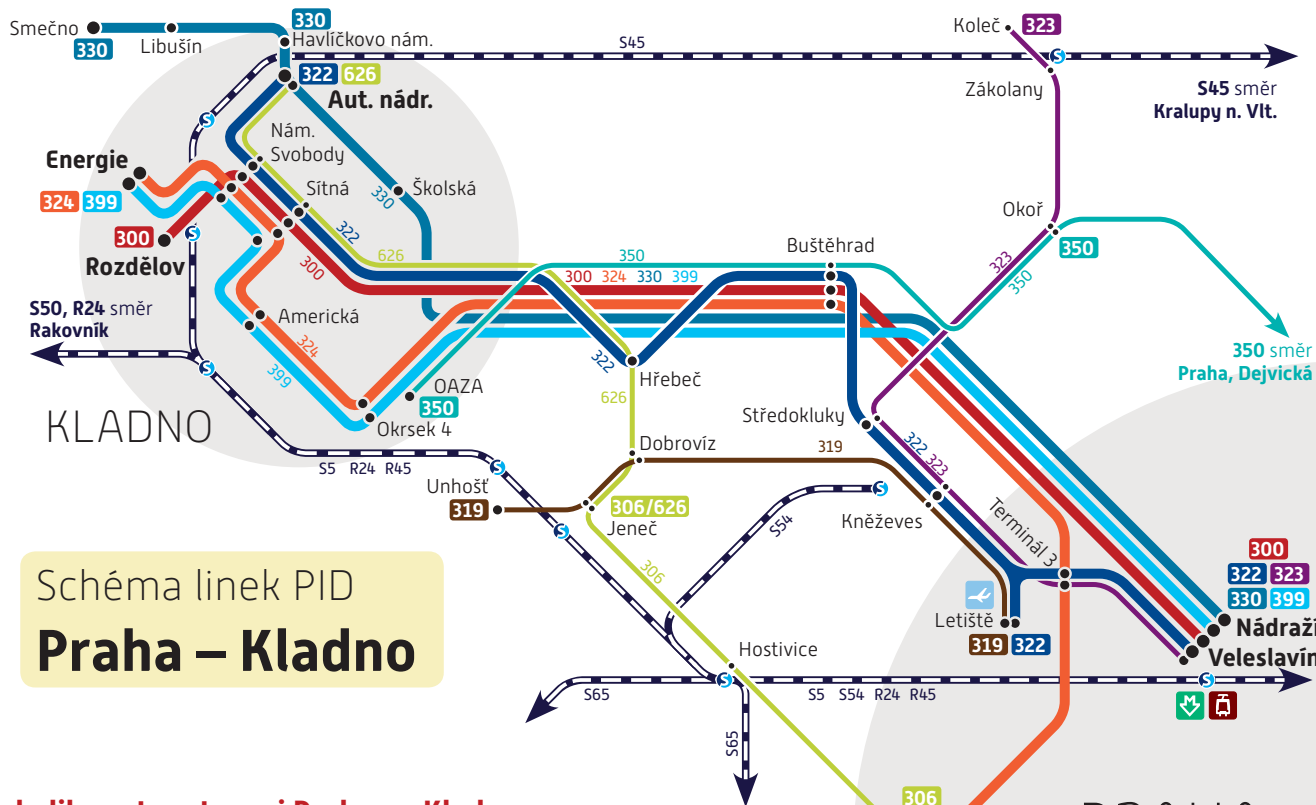 Smečno
330
Libušín
330
Havlíčkovo nám.
322 626
Aut. nádr.
S45
Koleč 323
Zákolany
S45 směr
Kralupy n. Vlt.
Nám.
Svobody
Energie
324 399
Sítná
330
Školská
322
300
Rozdělov
300
626
350
300 324 330 399
Buštěhrad
Okoř
350
323
350
S50, R24 směr
Rakovník
Americká
324
399
322
Hřebeč
350 směr
Praha, Dejvická
OAZA
350
Okrsek 4
KLADNO
626
Středokluky
322
323
S5 R24 R45
Dobrovíz
319
Unhošť
319
306/626
Jeneč
S54
Kněževes
Terminál 3
306
300
322 323
330 399
Nádraží
Letiště
319 322
Schéma linek PID
Praha – Kladno
Hostivice
S65
S5 S54 R24 R45
S65
306